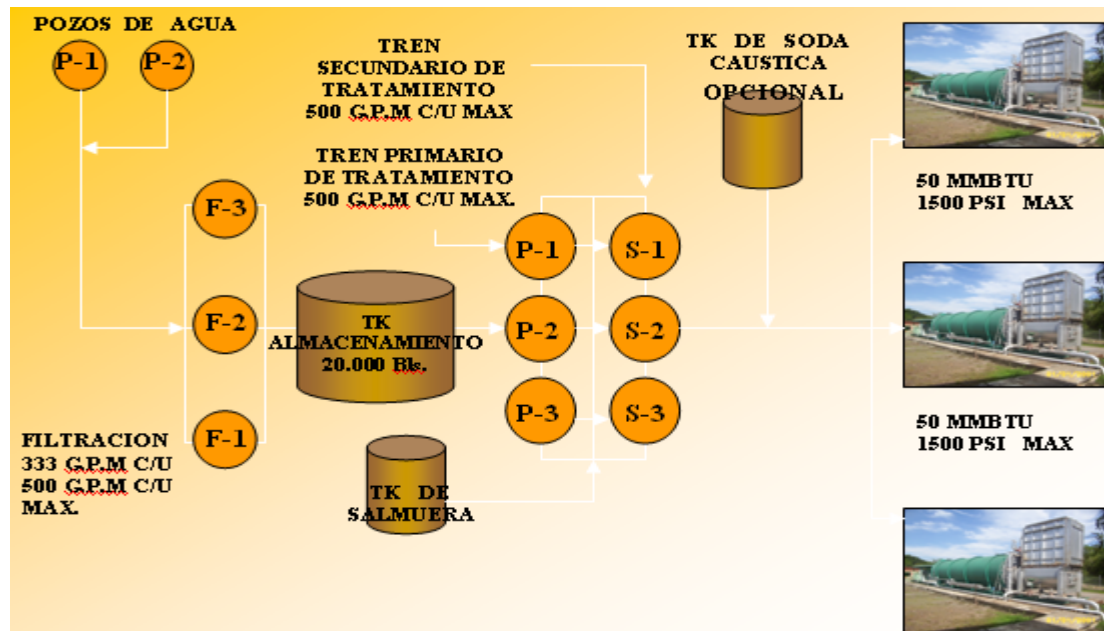 POZOS DE AGUA
P-1
P-2
TREN
SECUNDARIO DE
TRATAMIENTO
500 G.P.M C/U MAX
TREN PRIMARIO
DE TRATAMIENTO
500 G.P.M C/U MAX.
TK DE SODA
CAUSTICA
OPCIONAL
50 MMBTU
1500 PSI MAX
F-3
F-2
F-1
TK
ALMACENAMIENTO
20.000 Bls.
P-1
S-1
P-2
S-2
P-3
S-3
50 MMBTU
1500 PSI MAX
FILTRACION
333 G.P.M C/U
500 G.P.M C/U
MAX.
TK DE
SALMUERA